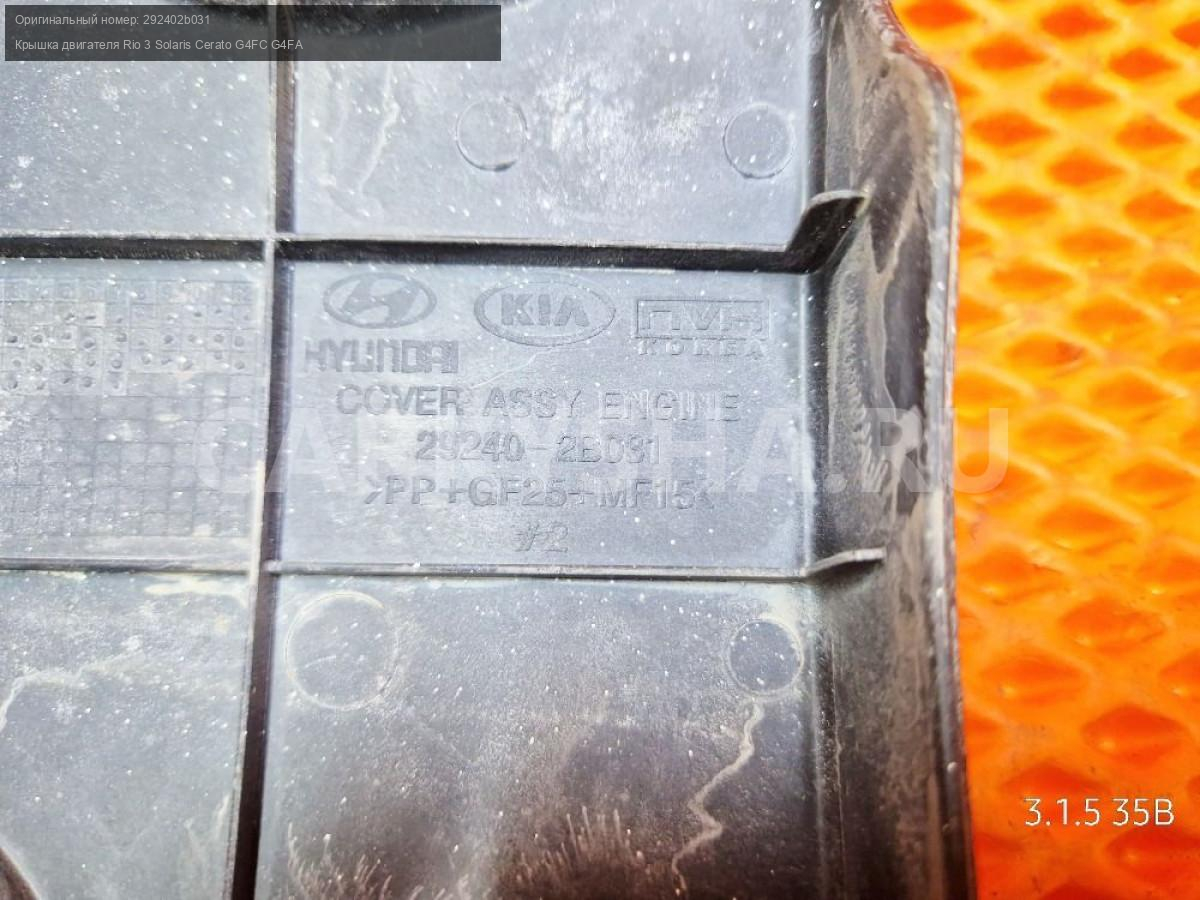 Оригинальный номер: 292402b031
Крышка двигателя Rio 3 Solaris Cerato G4FC G4FA
KIA
HYUNDAI
KOREA
COVER ASSY ENGINE
29240-2B031
>PP+GF25+MF15<
#2
3.1.5 35B